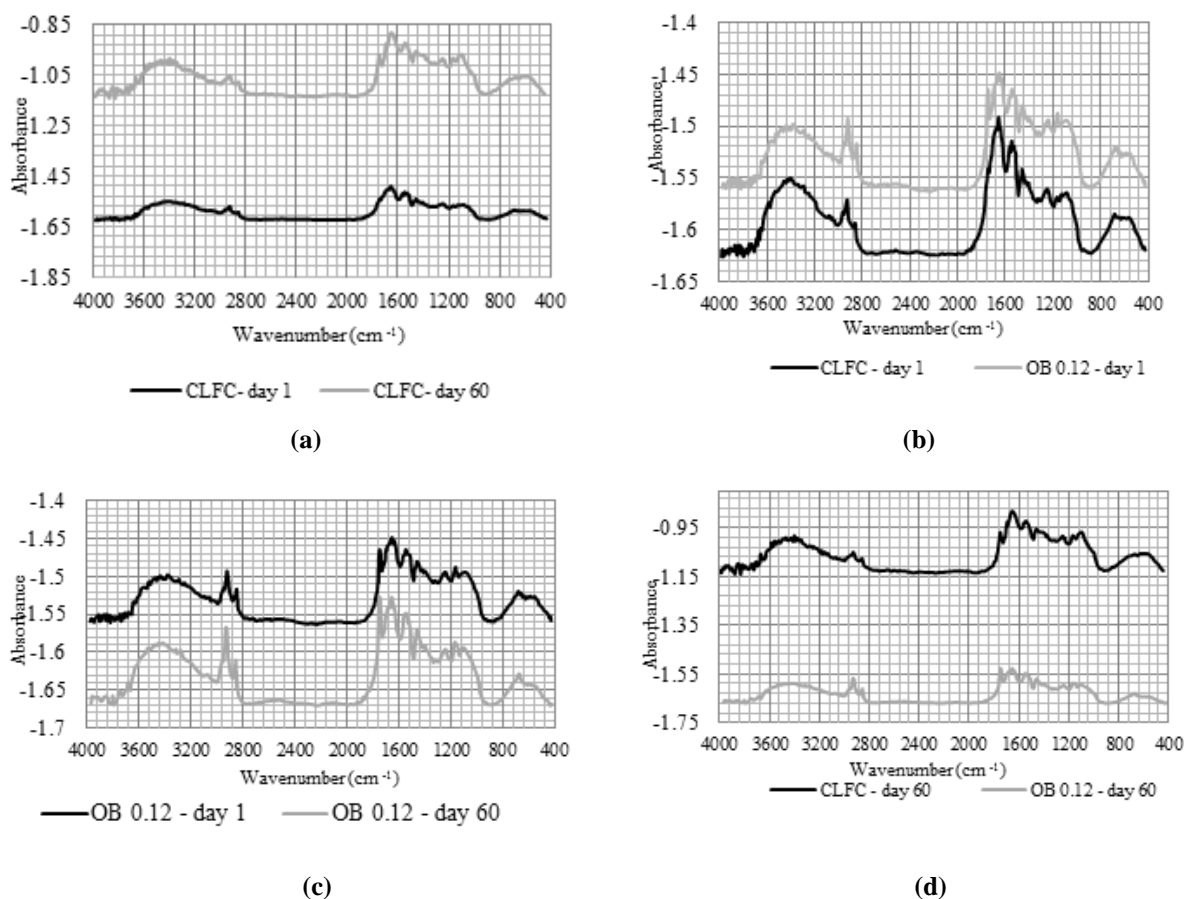 -0.85
-1.05
-1.25
-1.45
-1.65
-1.85
Absorbance
4000 3200 2400 1600 800
3600 2800 2000 1200 400
Wavenumber (cm -1)
CLFC- day 1 CLFC- day 60
(a)
-1.4
-1.45
-1.5
-1.55
-1.6
-1.65
Absorbance
4000 3600 3200 2800 2400 2000 1600 1200 800 400
Wavenumber (cm -1)
CLFC - day 1 OB 0.12 - day 1
(b)
-1.4
-1.45
-1.5
-1.55
-1.6
-1.65
-1.7
Absorbance
4000 3600 3200 2800 2400 2000 1600 1200 800 400
Wavenumber (cm -1)
OB 0.12 - day 1 OB 0.12 - day 60
(c)
-0.95
-1.15
-1.35
-1.55
-1.75
Absorbance
4000 3600 3200 2800 2400 2000 1600 1200 800 400
Wavenumber (cm -1)
CLFC - day 60 OB 0.12 - day 60
(d)